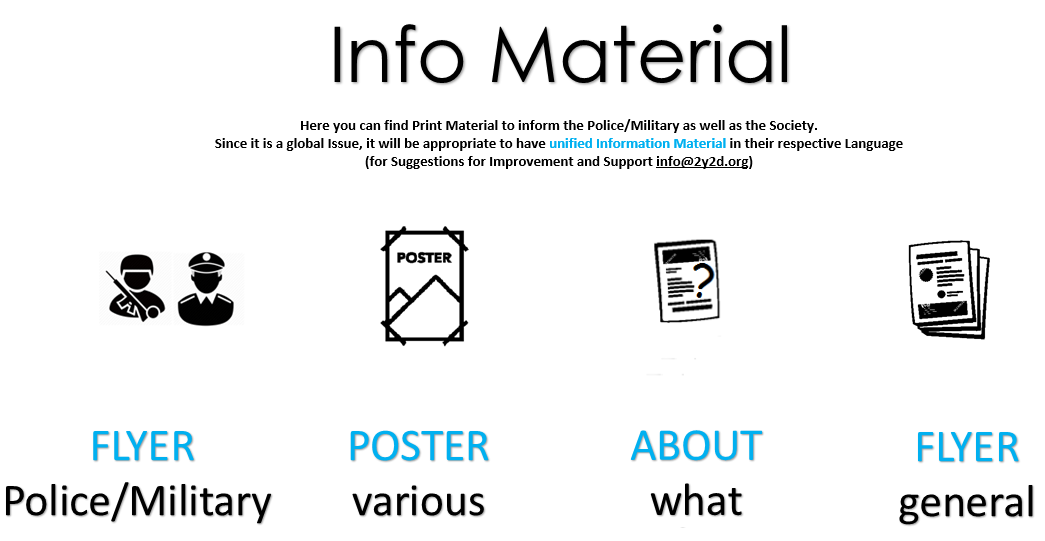 Info Material
Here you can find Print Material to inform the Police/Military as well as the Society.
Since it is a global Issue, it will be appropriate to have unified Information Material in their respective Language
(for Suggestions for Improvement and Support info@2y2d.org)
POSTER
?
FLYER
Police/Military
POSTER
various
ABOUT
what
FLYER
general